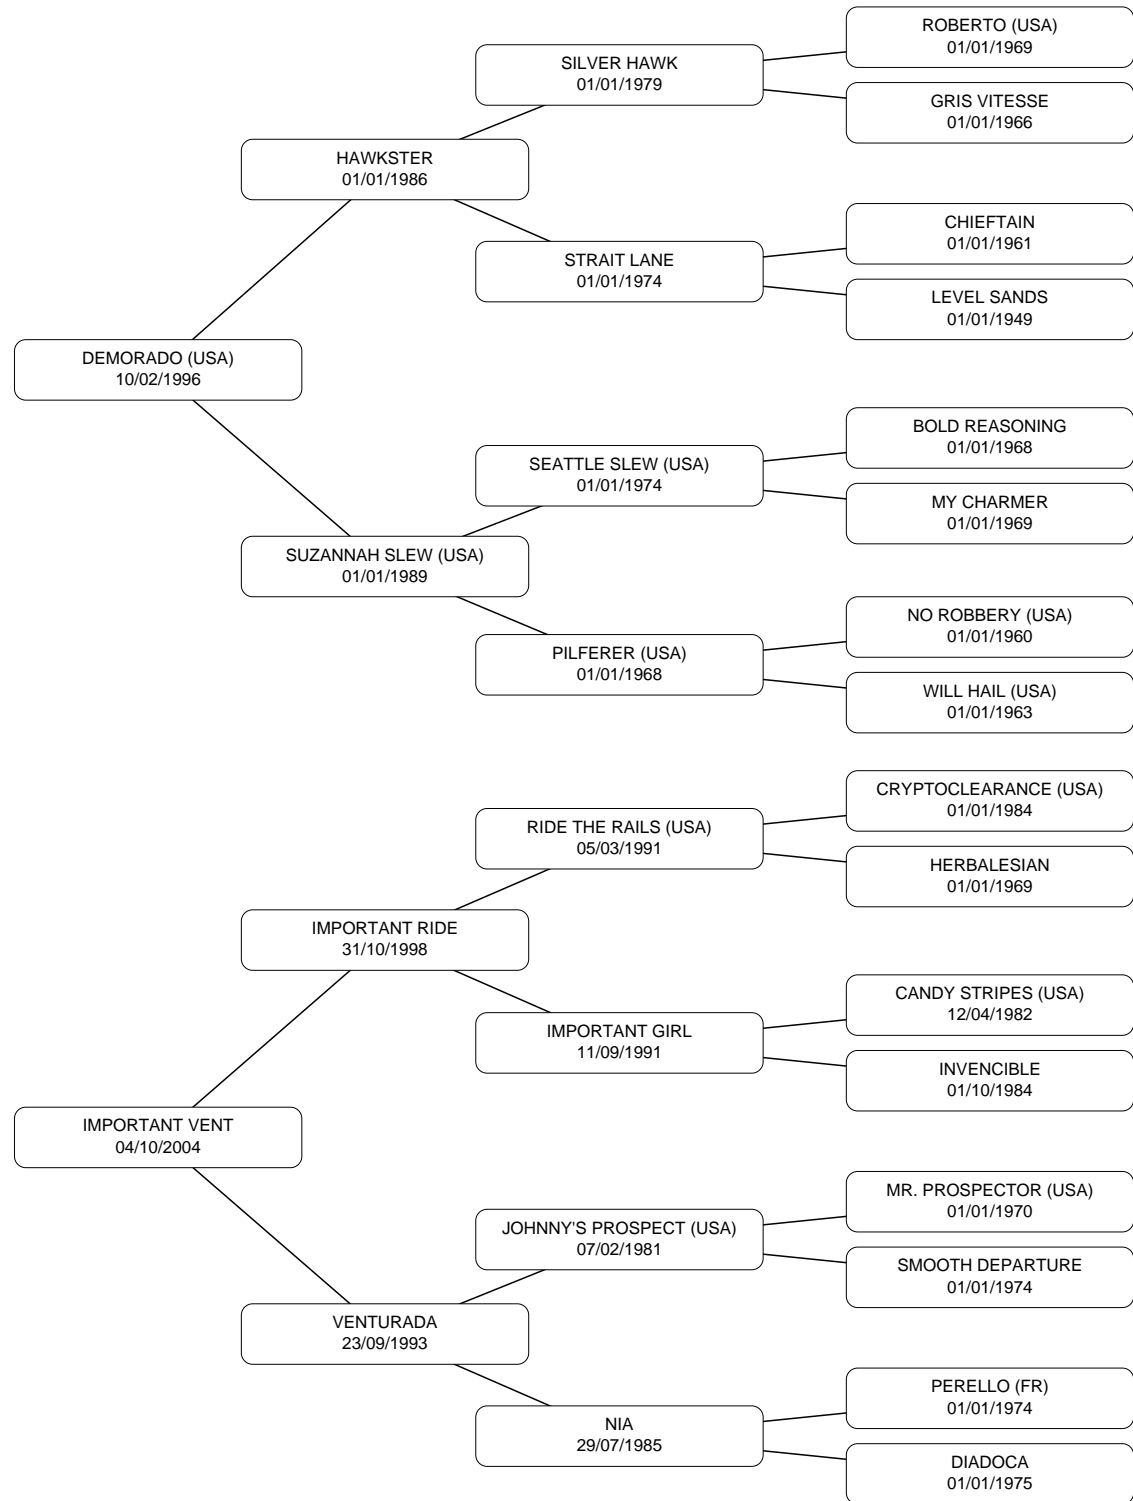 ROBERTO (USA)
01/01/1969
SILVER HAWK
01/01/1979
GRIS VITESSE
01/01/1966
HAWKSTER
01/01/1986
CHIEFTAIN
01/01/1961
STRAIT LANE
01/01/1974
LEVEL SANDS
01/01/1949
DEMORADO (USA)
10/02/1996
BOLD REASONING
01/01/1968
SEATTLE SLEW (USA)
01/01/1974
MY CHARMER
01/01/1969
SUZANNAH SLEW (USA)
01/01/1989
NO ROBBERY (USA)
01/01/1960
PILFERER (USA)
01/01/1968
WILL HAIL (USA)
01/01/1963
CRYPTOCLEARANCE (USA)
01/01/1984
RIDE THE RAILS (USA)
05/03/1991
HERBALESIAN
01/01/1969
IMPORTANT RIDE
31/10/1998
CANDY STRIPES (USA)
12/04/1982
IMPORTANT GIRL
11/09/1991
INVENCIBLE
01/10/1984
IMPORTANT VENT
04/10/2004
MR. PROSPECTOR (USA)
01/01/1970
JOHNNY'S PROSPECT (USA)
07/02/1981
SMOOTH DEPARTURE
01/01/1974
VENTURADA
23/09/1993
PERELLO (FR)
01/01/1974
NIA
29/07/1985
DIADOCA
01/01/1975